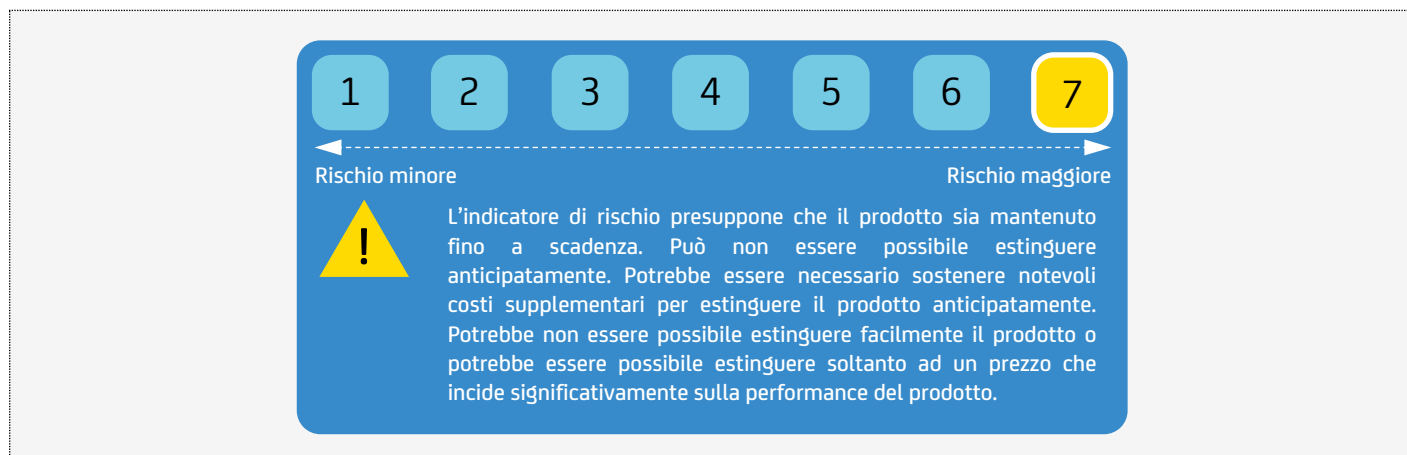 1 2 3 4 5 6 7
Rischio minore Rischio maggiore
!
L'indicatore di rischio presuppone che il prodotto sia mantenuto
fino a scadenza. Può non essere possibile estinguere
anticipatamente. Potrebbe essere necessario sostenere notevoli
costi supplementari per estinguere il prodotto anticipatamente.
Potrebbe non essere possibile estinguere facilmente il prodotto o
potrebbe essere possibile estinguere soltanto ad un prezzo che
incide significativamente sulla performance del prodotto.